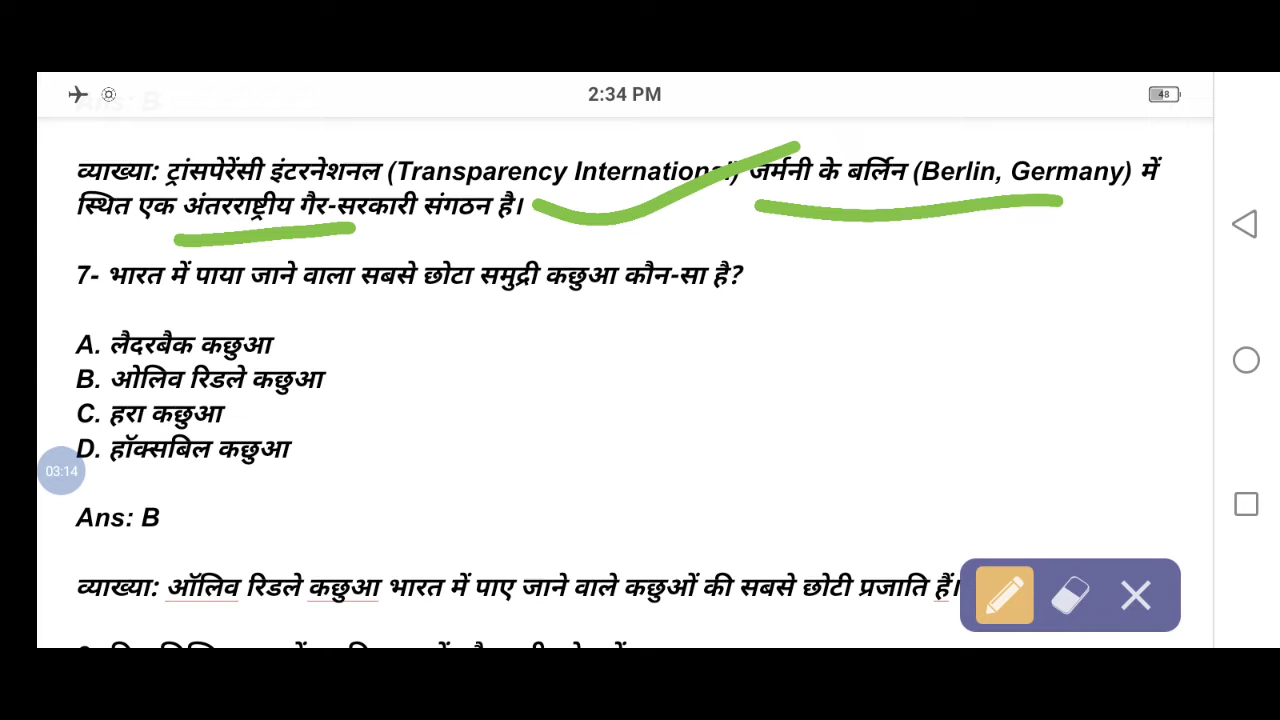 2:34 PM
48
Ans: B
व्याख्या: ट्रांसपेरेंसी इंटरनेशनल (Transparency International) जर्मनी के बर्लिन (Berlin, Germany) में
स्थित एक अंतरराष्ट्रीय गैर-सरकारी संगठन है।
7- भारत में पाया जाने वाला सबसे छोटा समुद्री कछुआ कौन-सा है?
A. लैदरबैक कछुआ
B. ओलिव रिडले कछुआ
C. हरा कछुआ
D. हॉक्सबिल कछुआ
03:14
Ans: B
व्याख्या: ऑलिव रिडले कछुआ भारत में पाए जाने वाले कछुओं की सबसे छोटी प्रजाति हैं।